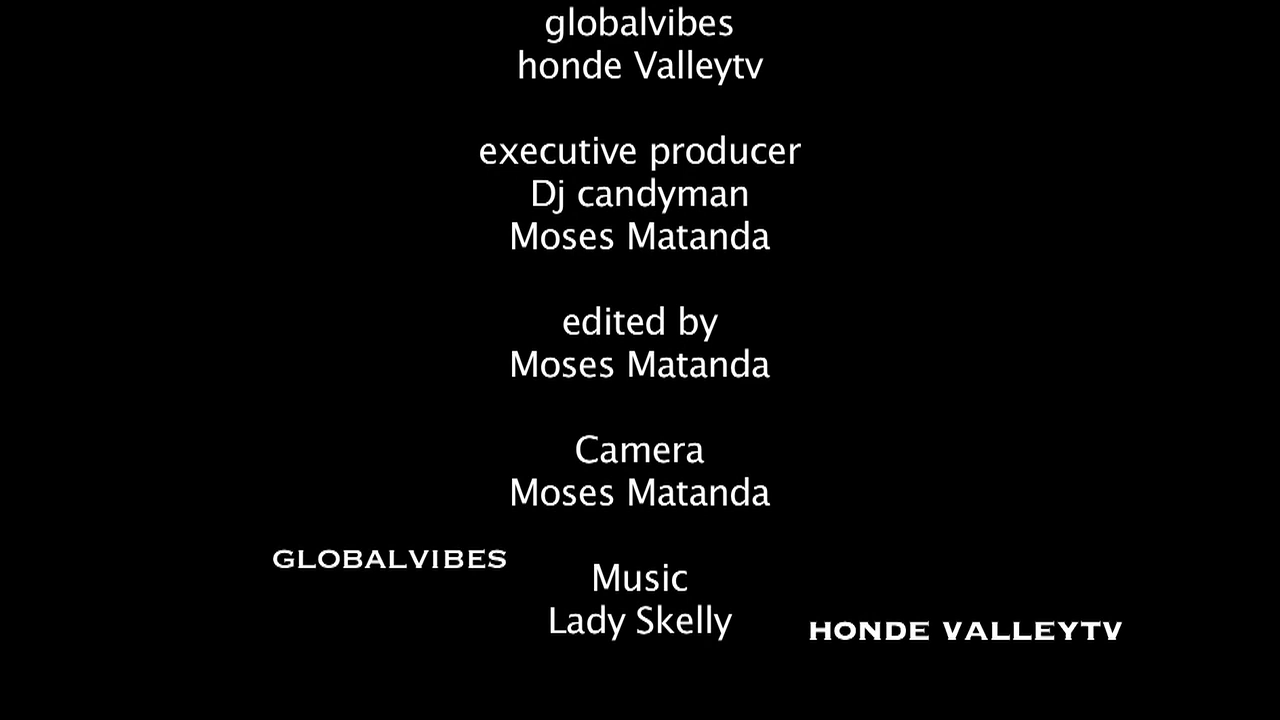 globalvibes
honde Valleytv
executive producer
Dj candyman
Moses Matanda
edited by
Moses Matanda
Camera
Moses Matanda
GLOBALVIBES
Music
Lady Skelly
HONDE VALLEYTV